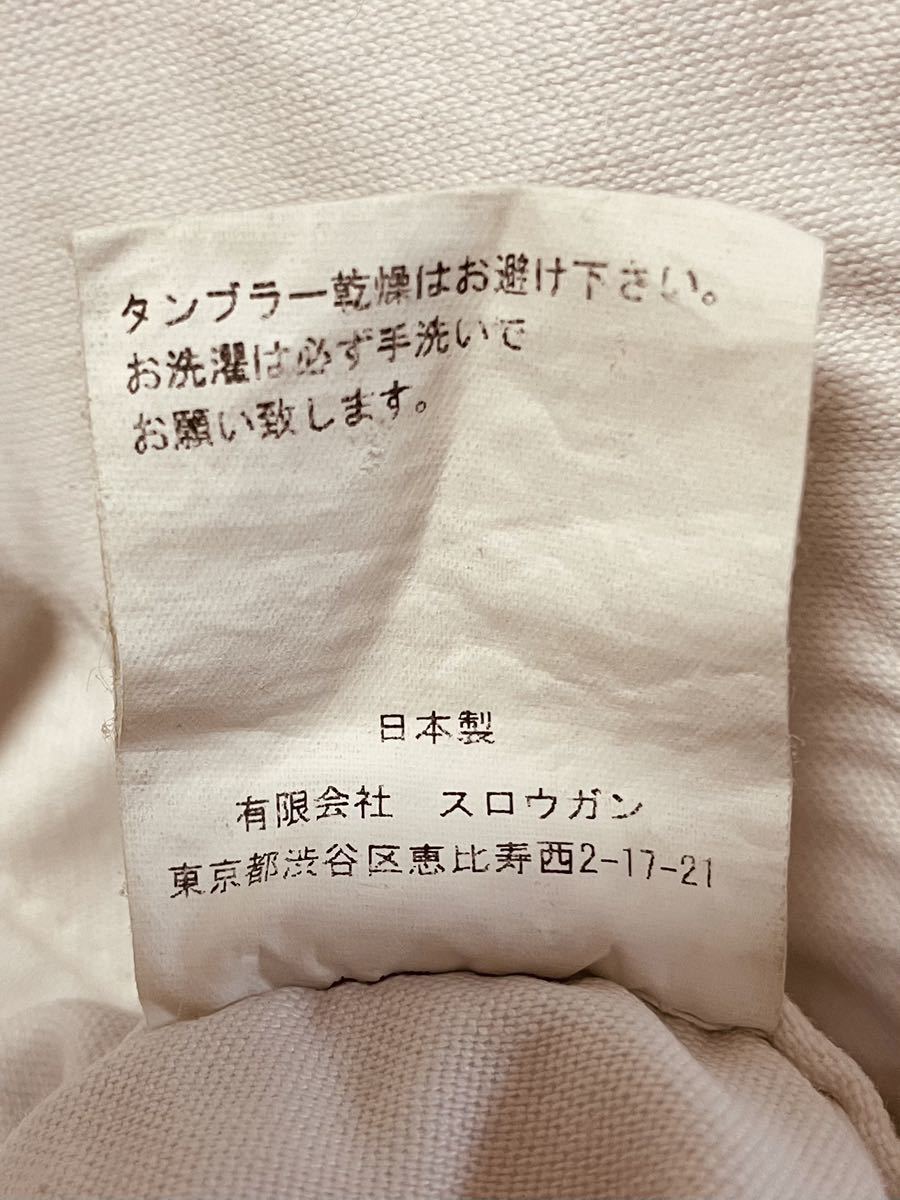 タンブラー乾燥はお避け下さい。
お洗濯は必ず手洗いで
お願い致します。
日本製
有限会社　スロウガン
東京都渋谷区恵比寿西2-17-21